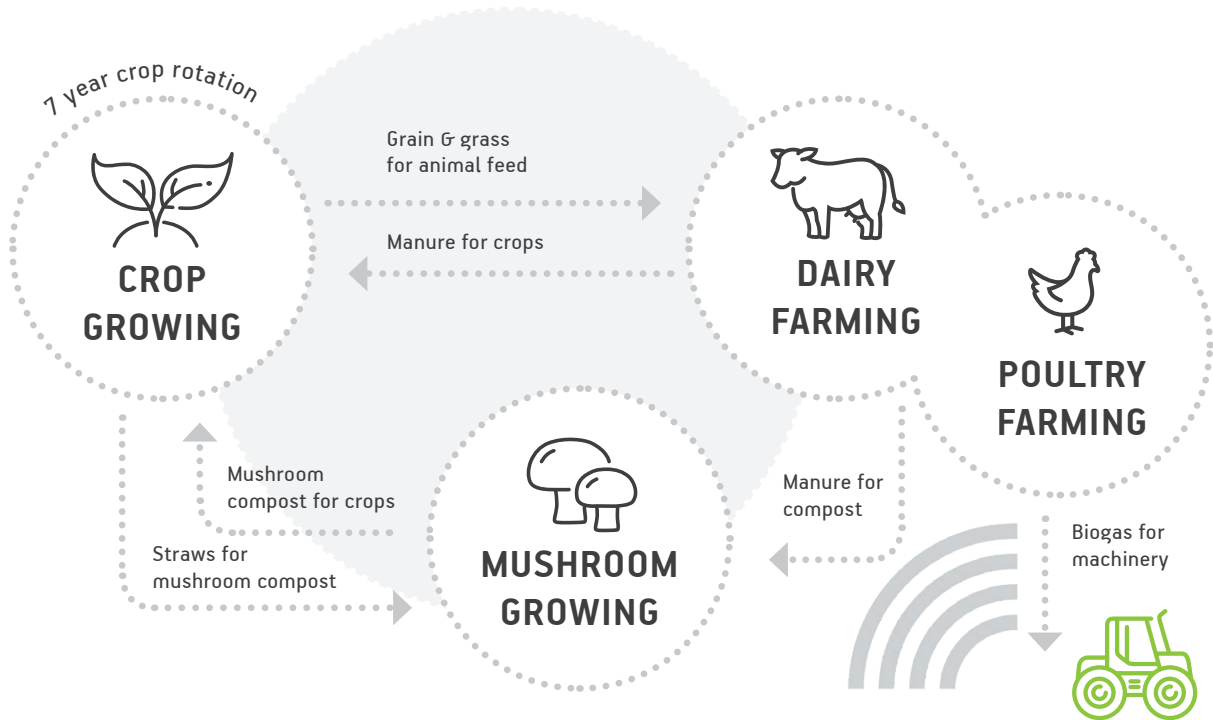 7 year crop rotation
CROP
GROWING
Grain & grass
for animal feed
Manure for crops
DAIRY
FARMING
POULTRY
FARMING
Mushroom
compost for crops
Straws for
mushroom compost
MUSHROOM
GROWING
Manure for
compost
Biogas for
machinery